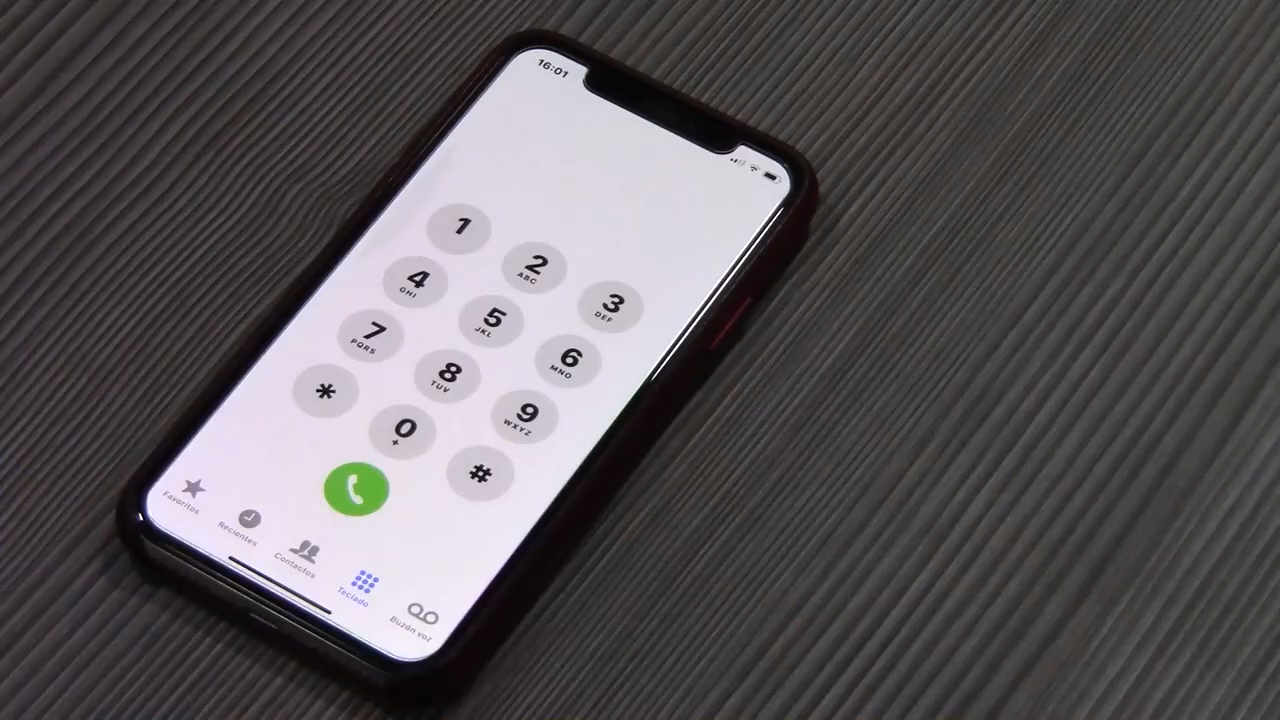 16:01
1
2
ABC
3
DEF
4
GHI
5
JKL
6
MNO
7
PQRS
8
TUV
9
WXYZ
*
0
+
#
Favoritos
Recientes
Contactos
Teclado
Buzón voz